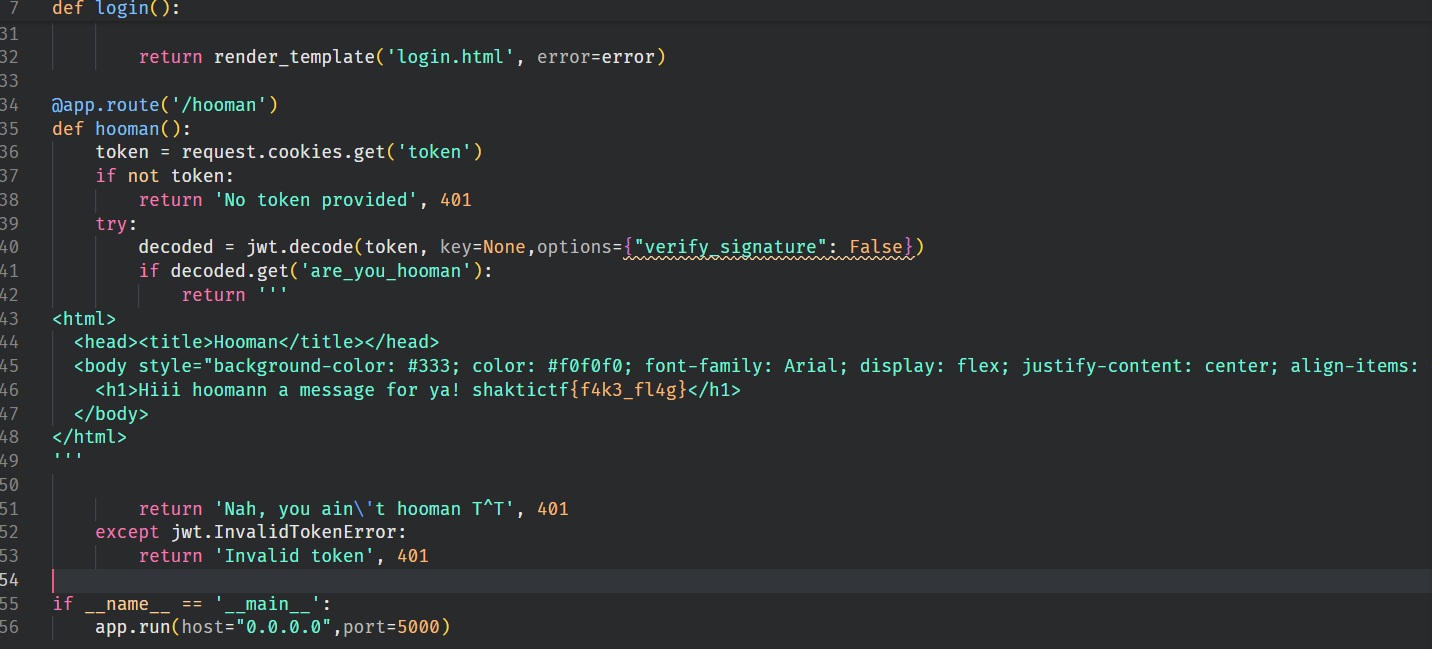 7 def login():
31
32 return render_template('login.html', error=error)
33
34 @app.route('/hooman')
35 def hooman():
36 token = request.cookies.get('token')
37 if not token:
38 return 'No token provided', 401
39 try:
40 decoded = jwt.decode(token, key=None,options={"verify_signature": False})
41 if decoded.get('are_you_hooman'):
42 return '''
43 <html>
44 <head><title>Hooman</title></head>
45 <body style="background-color: #333; color: #f0f0f0; font-family: Arial; display: flex; justify-content: center; align-items:
46 <h1>Hiii hoomann a message for ya! shaktictf{f4k3_fl4g}</h1>
47 </body>
48 </html>
49 '''
50
51 return 'Nah, you ain\'t hooman T^T', 401
52 except jwt.InvalidTokenError:
53 return 'Invalid token', 401
54
55 if __name__ == '__main__':
56 app.run(host="0.0.0.0",port=5000)